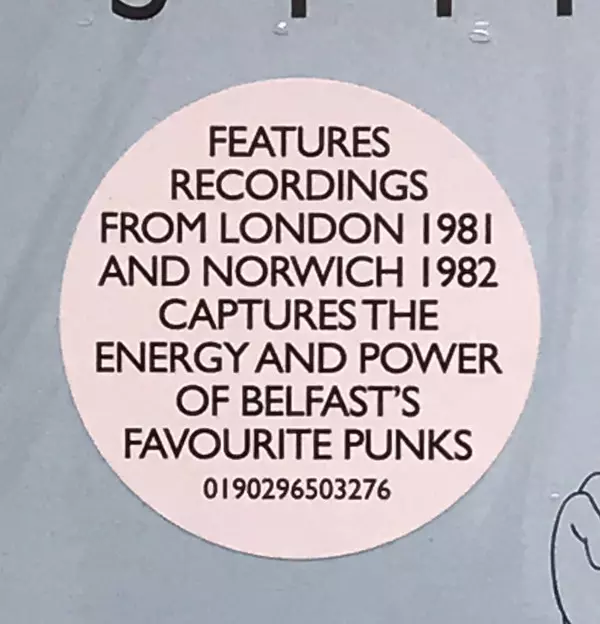 FEATURES
RECORDINGS
FROM LONDON 1981
AND NORWICH 1982
CAPTURES THE
ENERGY AND POWER
OF BELFAST'S
FAVOURITE PUNKS
0190296503276